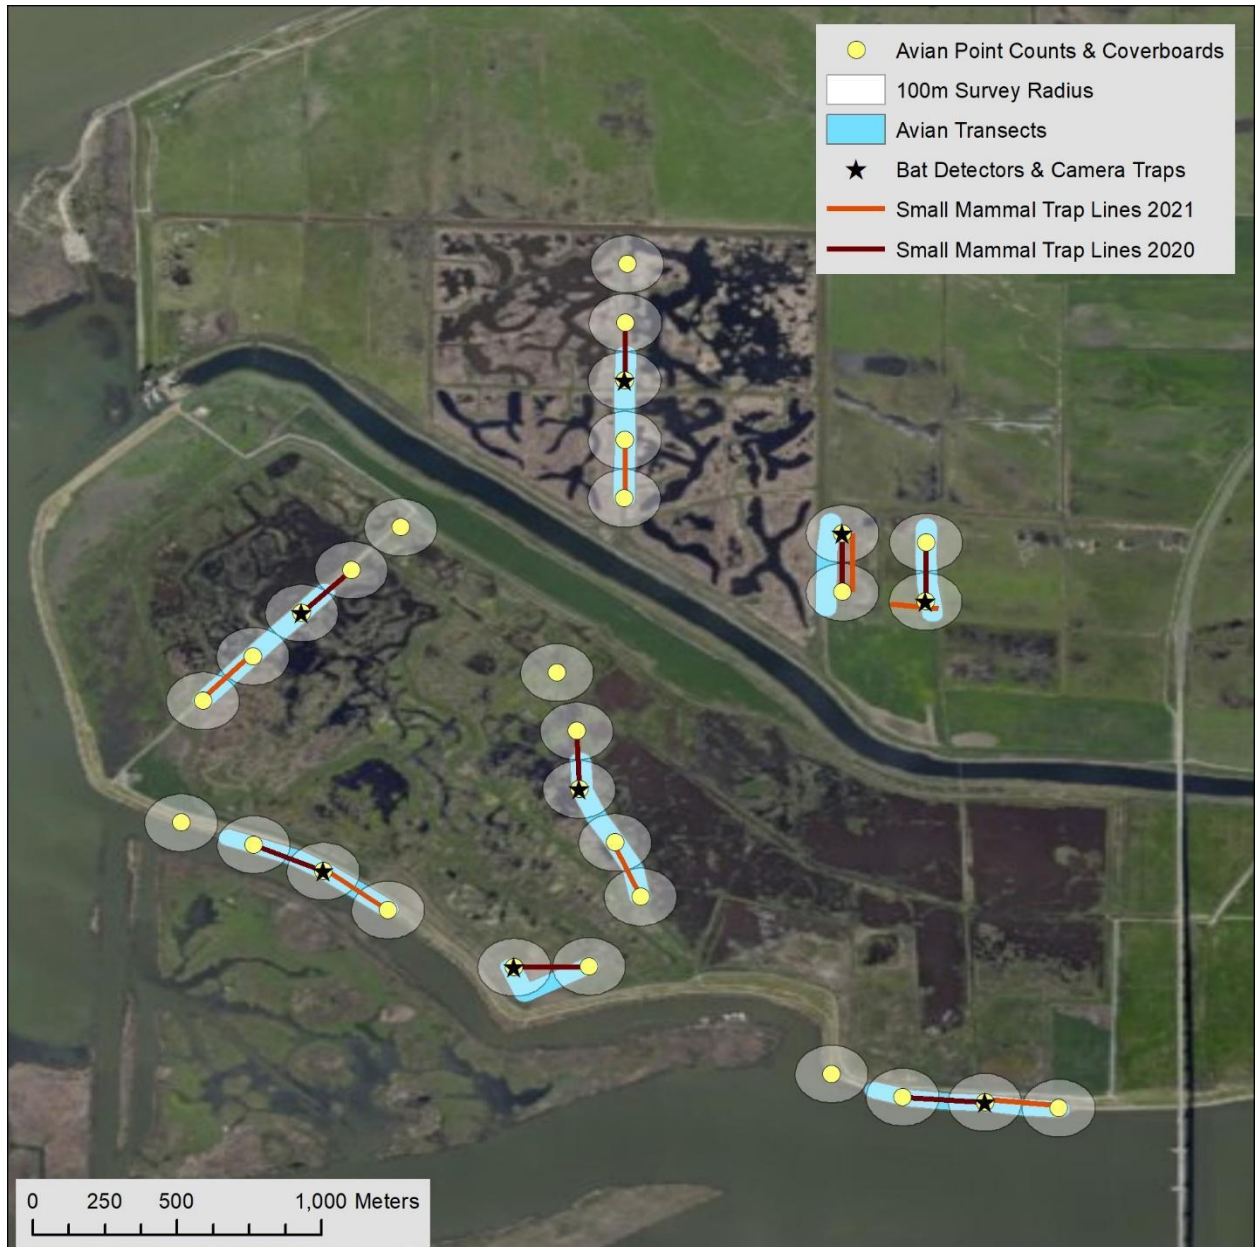 Avian Point Counts & Coverboards
100m Survey Radius
Avian Transects
Bat Detectors & Camera Traps
Small Mammal Trap Lines 2021
Small Mammal Trap Lines 2020
0 250 500 1,000 Meters